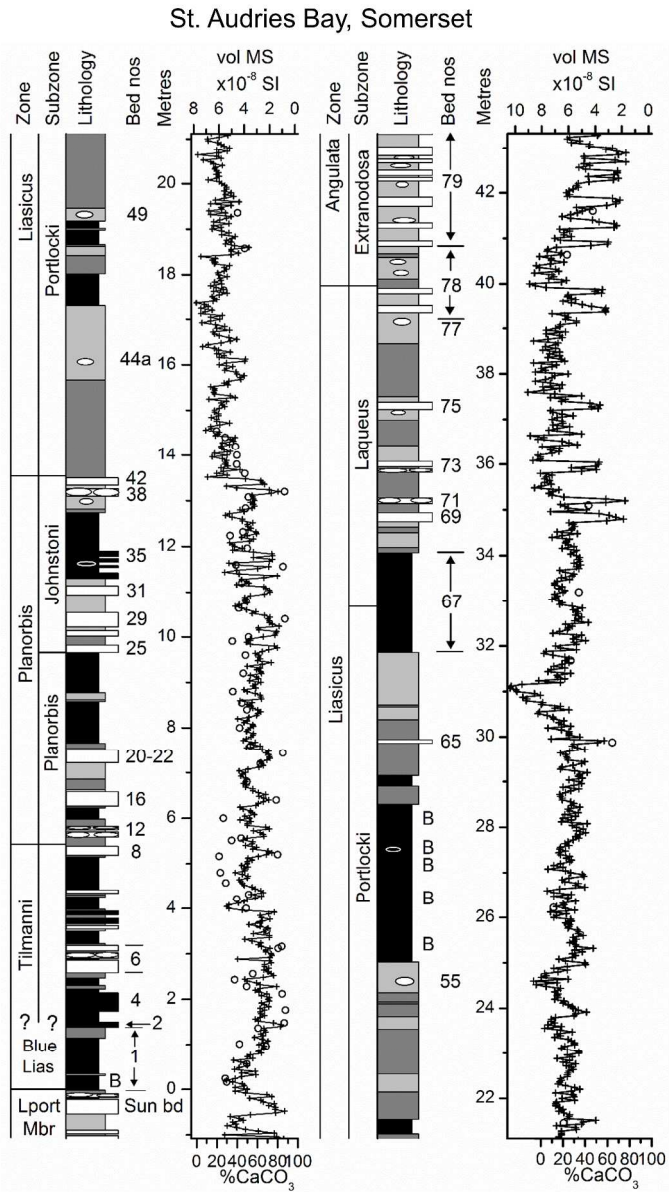 St. Audries Bay, Somerset
Zone
Subzone
Lithology
Bed nos
Metres
vol MS
x10⁻⁸ SI
8 6 4 2 0
Liasicus
Planorbis
Tilmanni
?
Blue
Lias
Lport
Mbr
Portlocki
Johnstoni
Planorbis
?
B
49
44a
42
38
35
31
29
25
20-22
16
12
8
6
4
2
1
Sun bd
20
18
16
14
12
10
8
6
4
2
0
0 20 40 60 80 100
%CaCO₃
Zone
Subzone
Lithology
Bed nos
Metres
vol MS
x10⁻⁸ SI
10 8 6 4 2 0
Angulata
Liasicus
Extranodosa
Laqueus
Portlocki
79
78
77
75
73
71
69
67
65
B
B
B
B
B
55
42
40
38
36
34
32
30
28
26
24
22
0 20 40 60 80 100
%CaCO₃